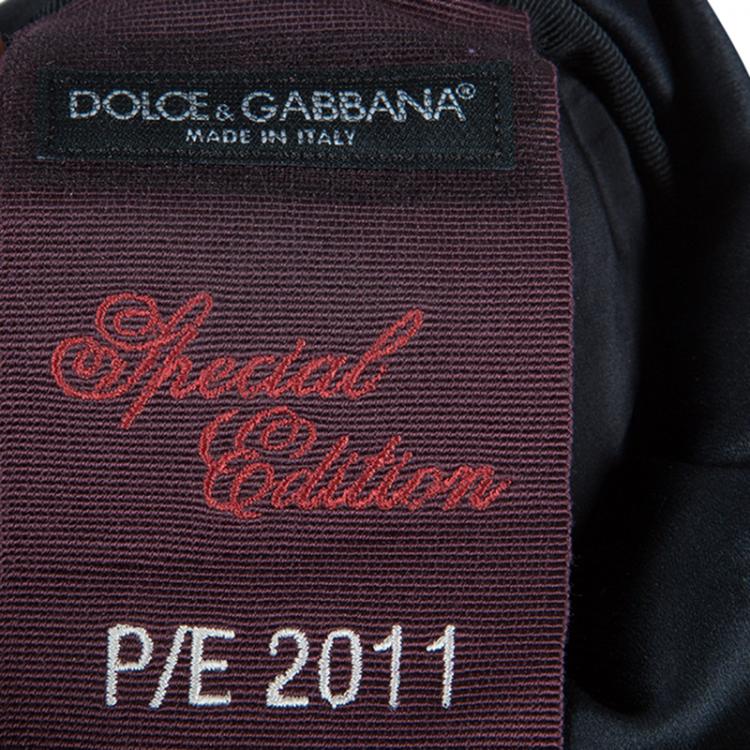 DOLCE & GABBANA®
MADE IN ITALY
Special
Edition
P/E 2011